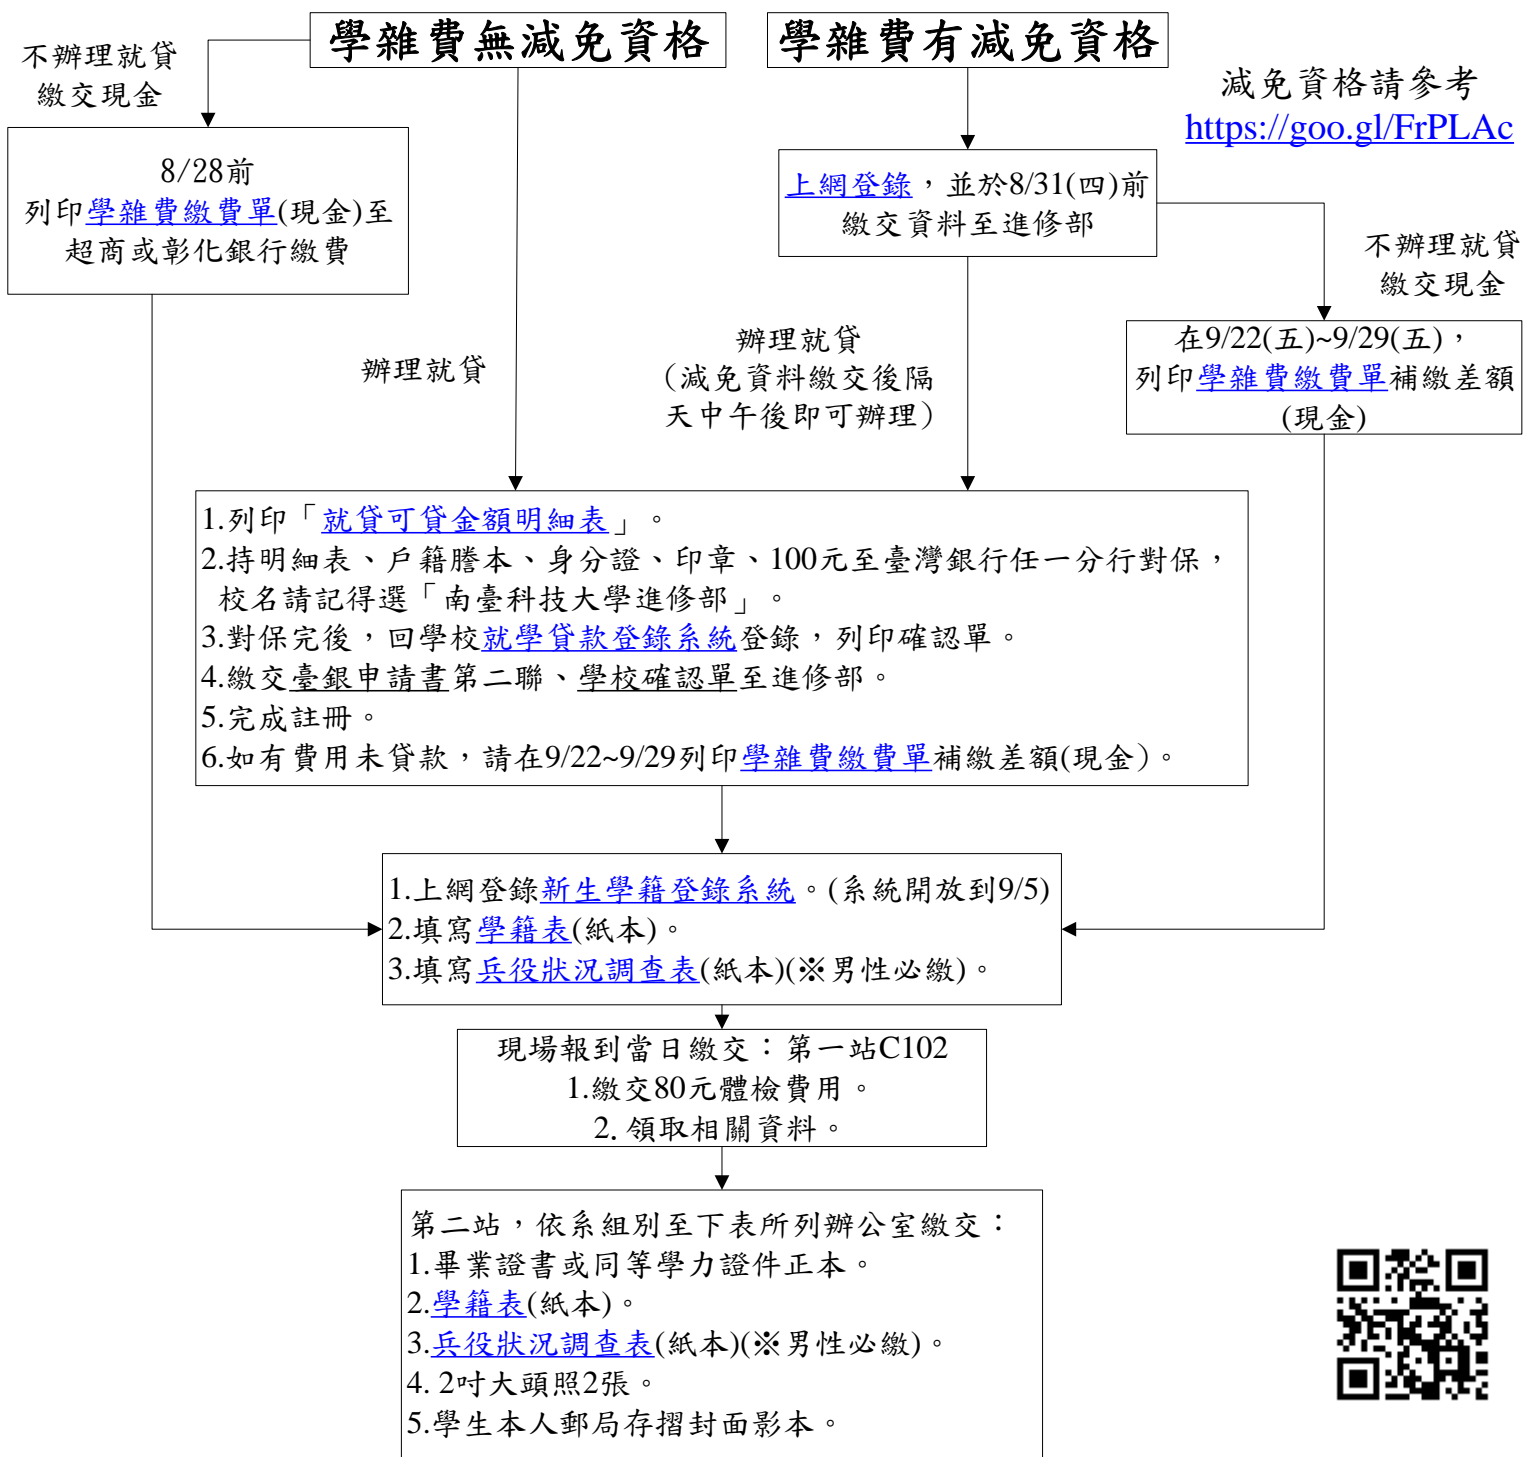 學雜費無減免資格
學雜費有減免資格
不辦理就貸
繳交現金
減免資格請參考
https://goo.gl/FrPLAc
8/28前
列印學雜費繳費單(現金)至
超商或彰化銀行繳費
上網登錄，並於8/31(四)前
繳交資料至進修部
不辦理就貸
繳交現金
辦理就貸
辦理就貸
（減免資料繳交後隔
天中午後即可辦理）
在9/22(五)~9/29(五)，
列印學雜費繳費單補繳差額
(現金)
1.列印「就貸可貸金額明細表」。
2.持明細表、戶籍謄本、身分證、印章、100元至臺灣銀行任一分行對保，
校名請記得選「南臺科技大學進修部」。
3.對保完後，回學校就學貸款登錄系統登錄，列印確認單。
4.繳交臺銀申請書第二聯、學校確認單至進修部。
5.完成註冊。
6.如有費用未貸款，請在9/22~9/29列印學雜費繳費單補繳差額(現金）。
1.上網登錄新生學籍登錄系統。(系統開放到9/5)
2.填寫學籍表(紙本)。
3.填寫兵役狀況調查表(紙本)(※男性必繳)。
現場報到當日繳交：第一站C102
1.繳交80元體檢費用。
2.領取相關資料。
第二站，依系組別至下表所列辦公室繳交：
1.畢業證書或同等學力證件正本。
2.學籍表(紙本)。
3.兵役狀況調查表(紙本)(※男性必繳)。
4. 2吋大頭照2張。
5.學生本人郵局存摺封面影本。